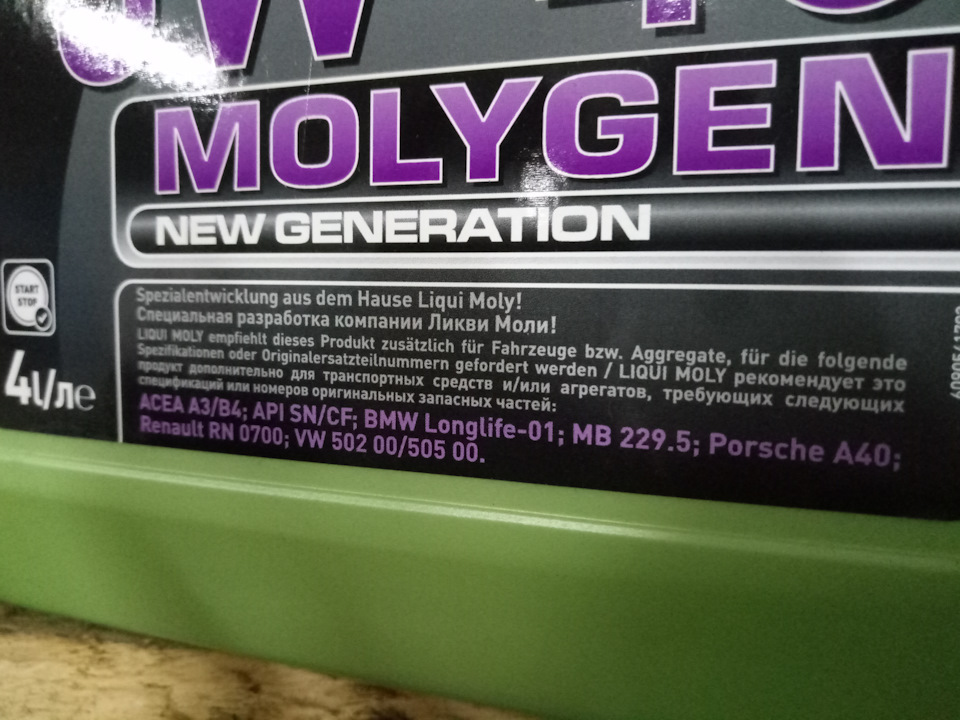 MOLYGEN
NEW GENERATION
START
STOP
4l/ле
Spezialentwicklung aus dem Hause Liqui Moly!
Специальная разработка компании Ликви Моли!
LIQUI MOLY empfiehlt dieses Produkt zusätzlich für Fahrzeuge bzw. Aggregate, für die folgende
Spezifikationen oder Originalersatzteilnummern gefordert werden / LIQUI MOLY рекомендует это
продукт дополнительно для транспортных средств и/или агрегатов, требующих следующих
спецификаций или номеров оригинальных запасных частей:
ACEA A3/B4; API SN/CF; BMW Longlife-01; MB 229.5; Porsche A40;
Renault RN 0700; VW 502 00/505 00.